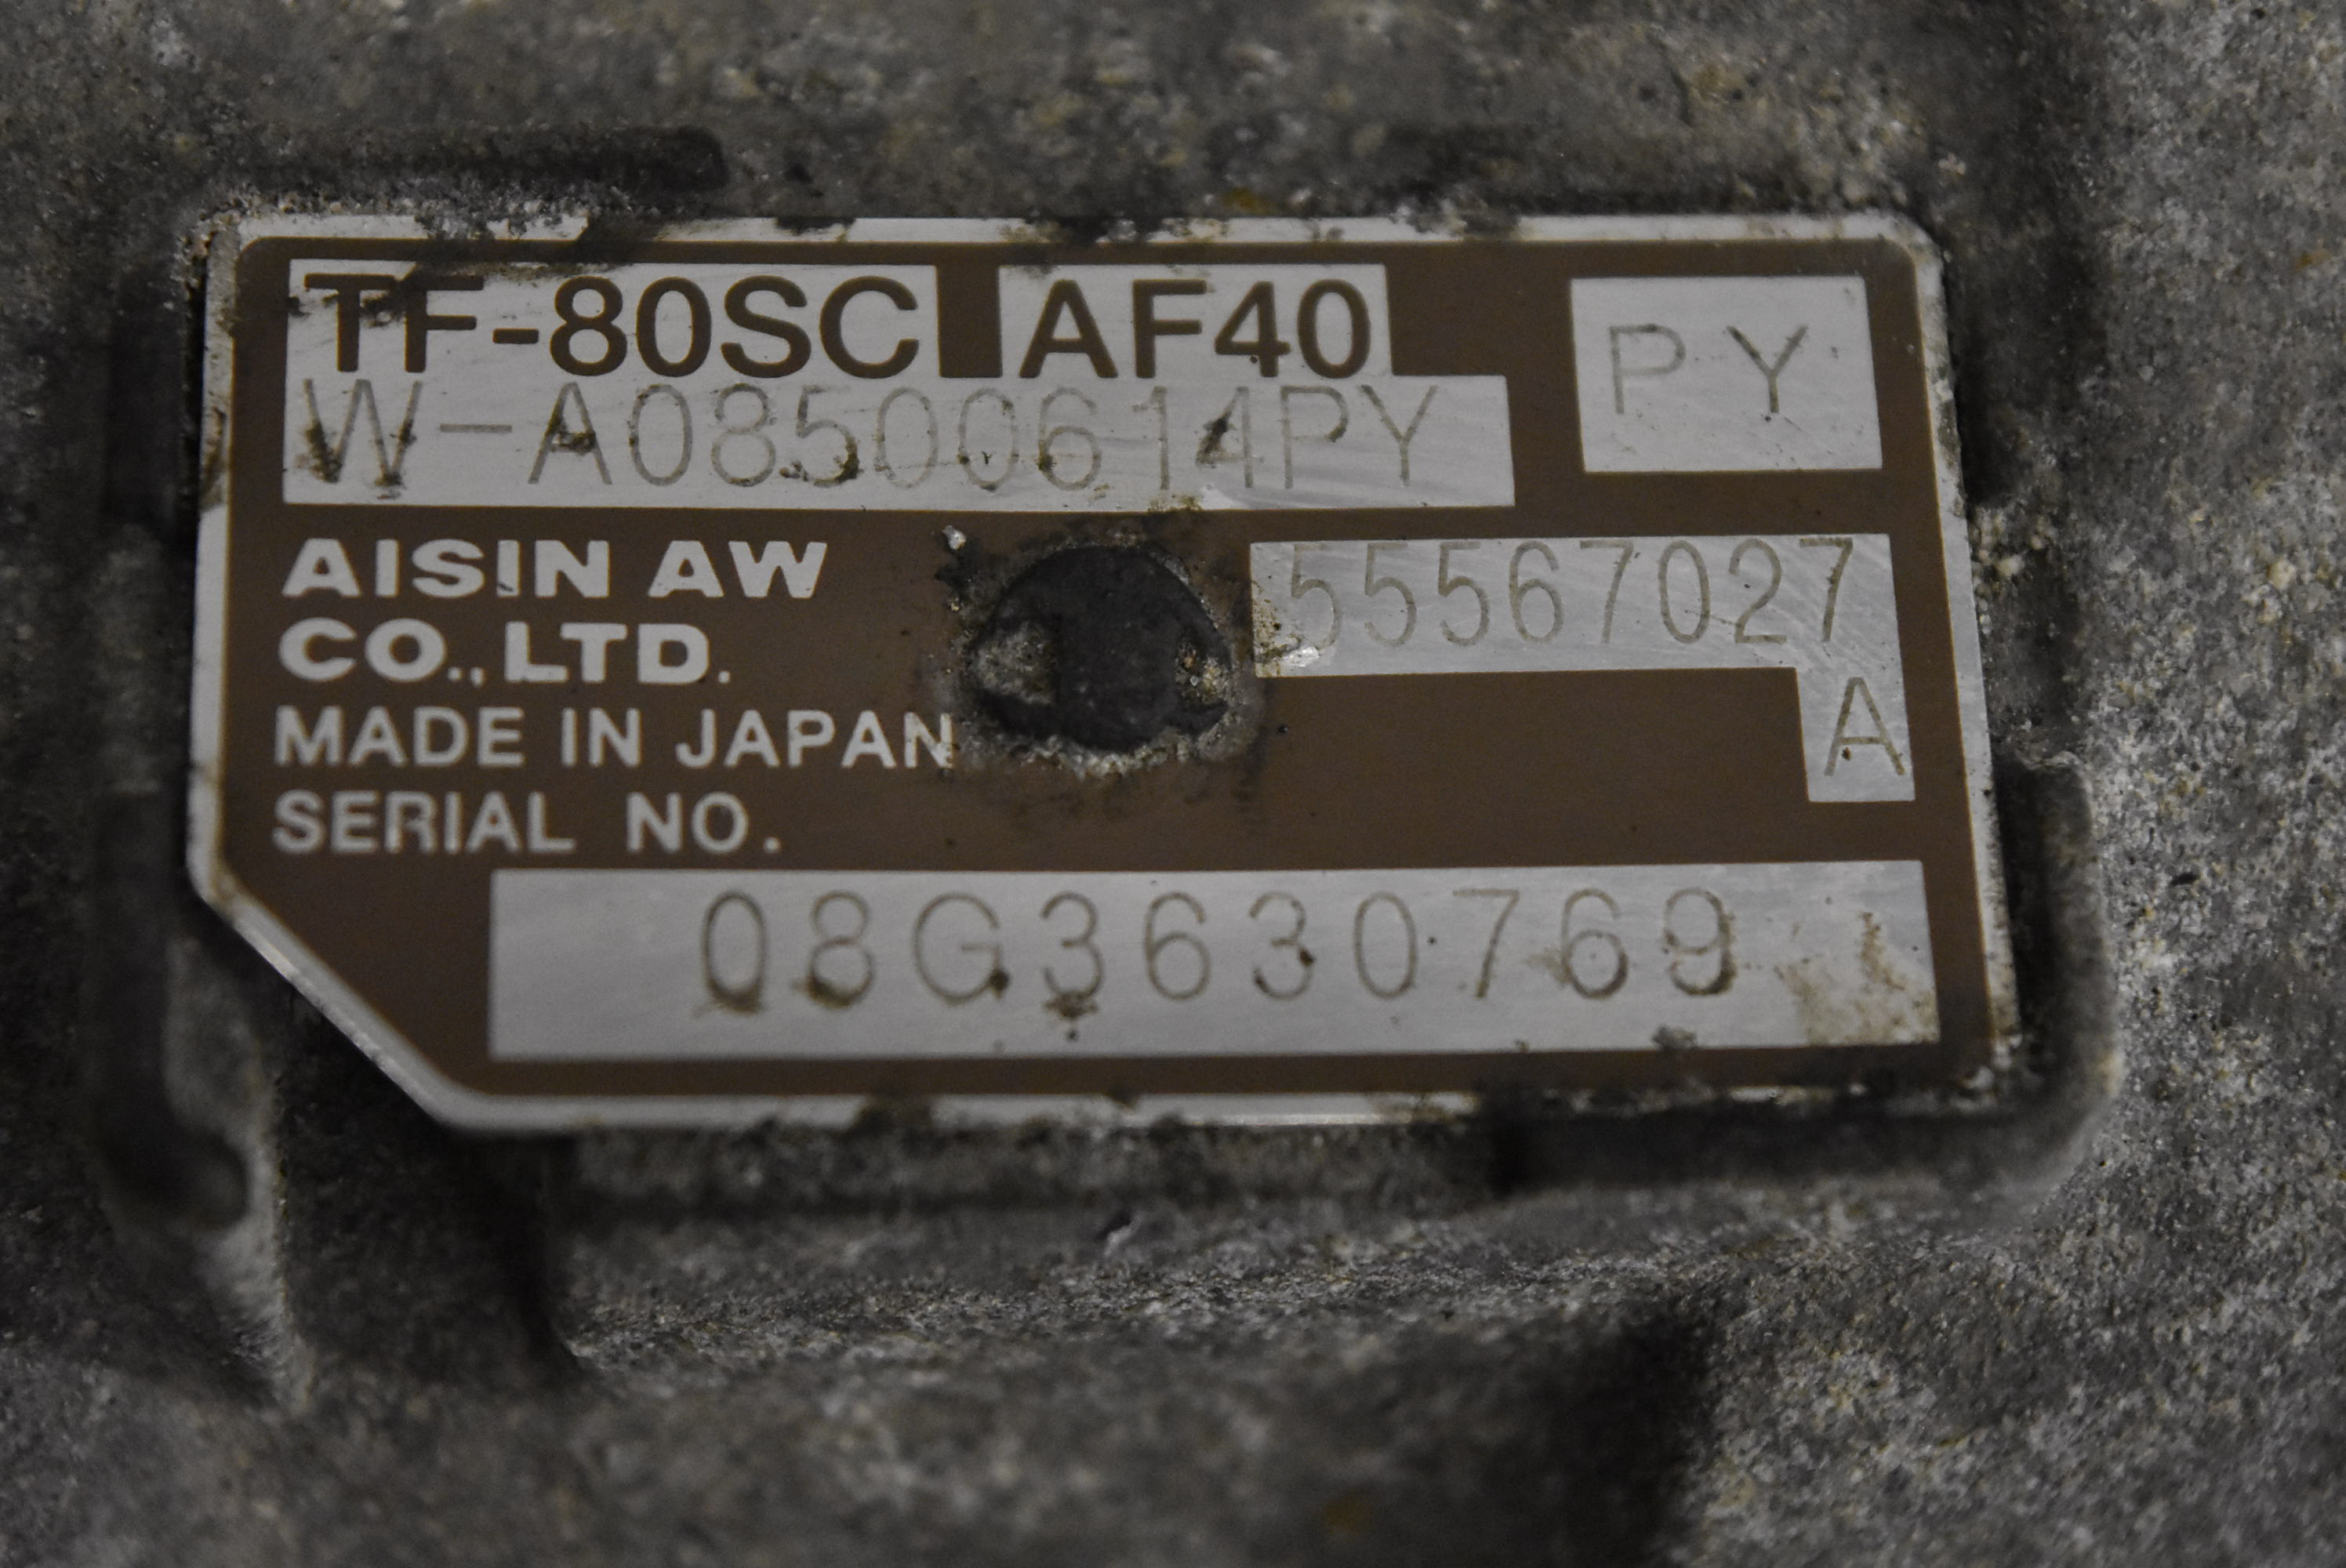 TF-80SC AF40
PY
W-A08500614PY
AISIN AW
CO.,LTD.
55567027
A
MADE IN JAPAN
SERIAL NO.
08G3630769